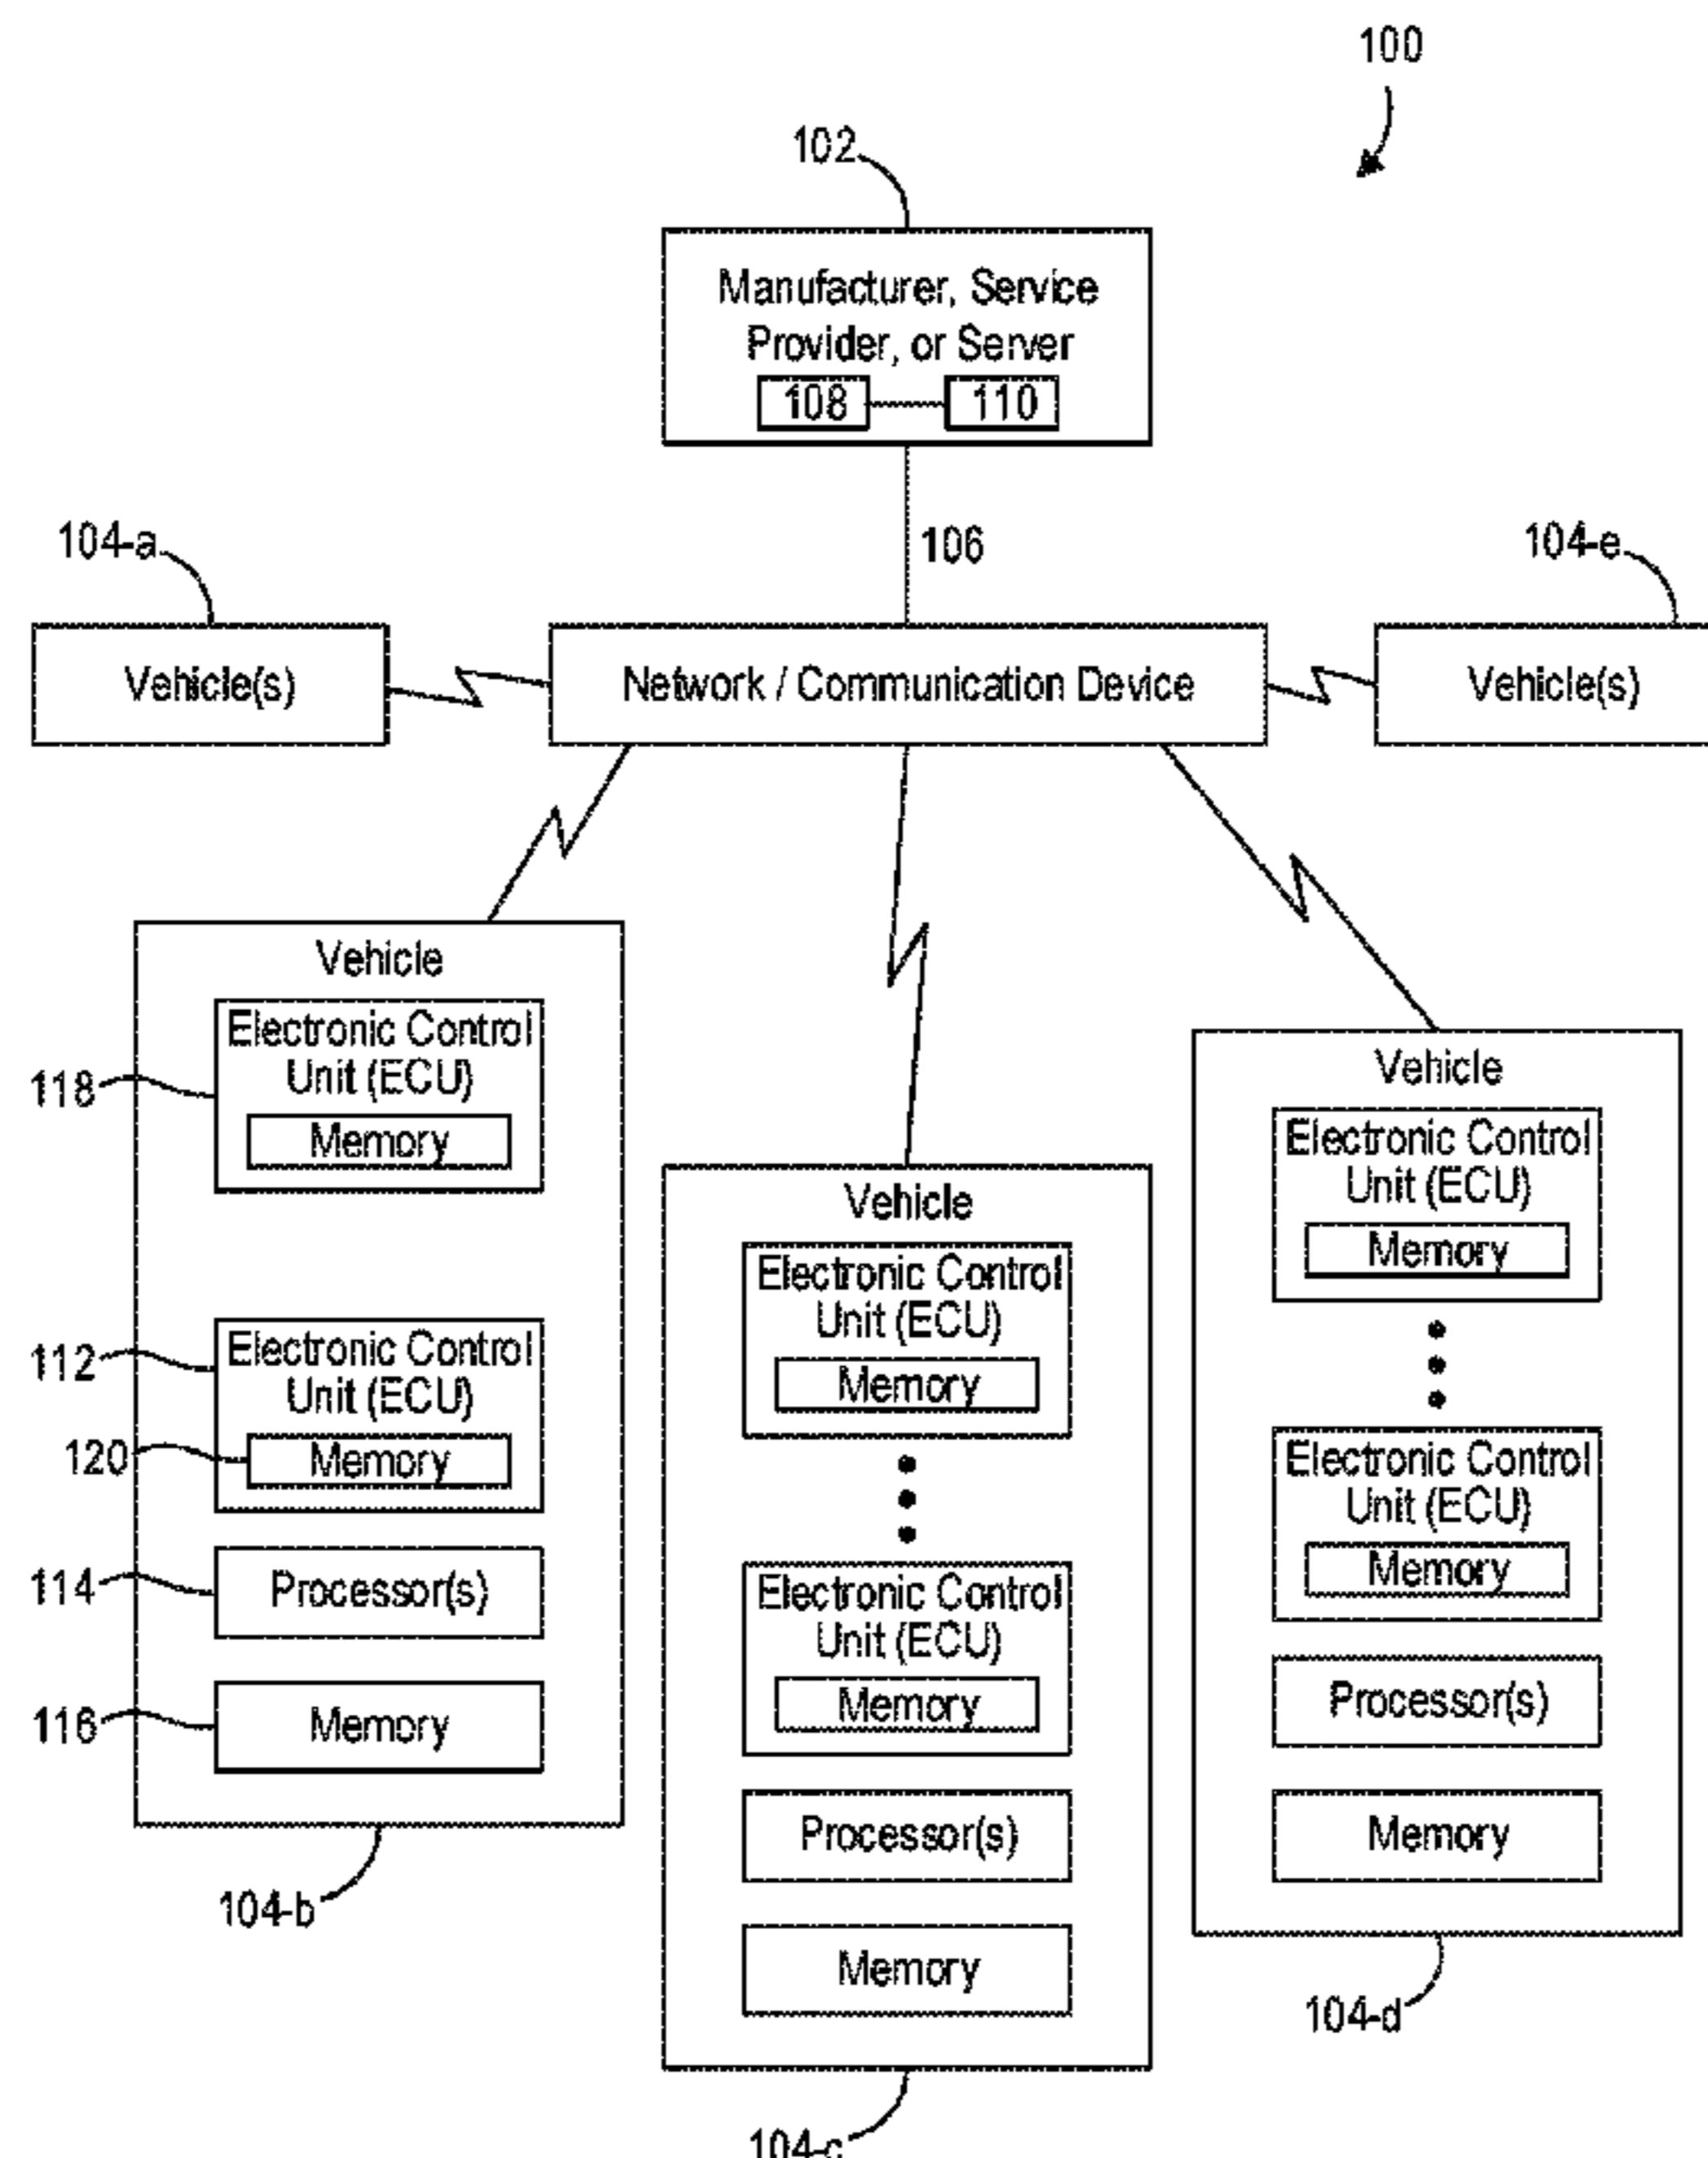 100
102
Manufacturer, Service
Provider, or Server
108
110
106
104-a
104-e
Vehicle(s)
Network / Communication Device
Vehicle(s)
Vehicle
Electronic Control
Unit (ECU)
Memory
118
Electronic Control
Unit (ECU)
Memory
112
120
Processor(s)
114
Memory
116
104-b
Vehicle
Electronic Control
Unit (ECU)
Memory
Electronic Control
Unit (ECU)
Memory
Processor(s)
Memory
104-c
Vehicle
Electronic Control
Unit (ECU)
Memory
Electronic Control
Unit (ECU)
Memory
Processor(s)
Memory
104-d